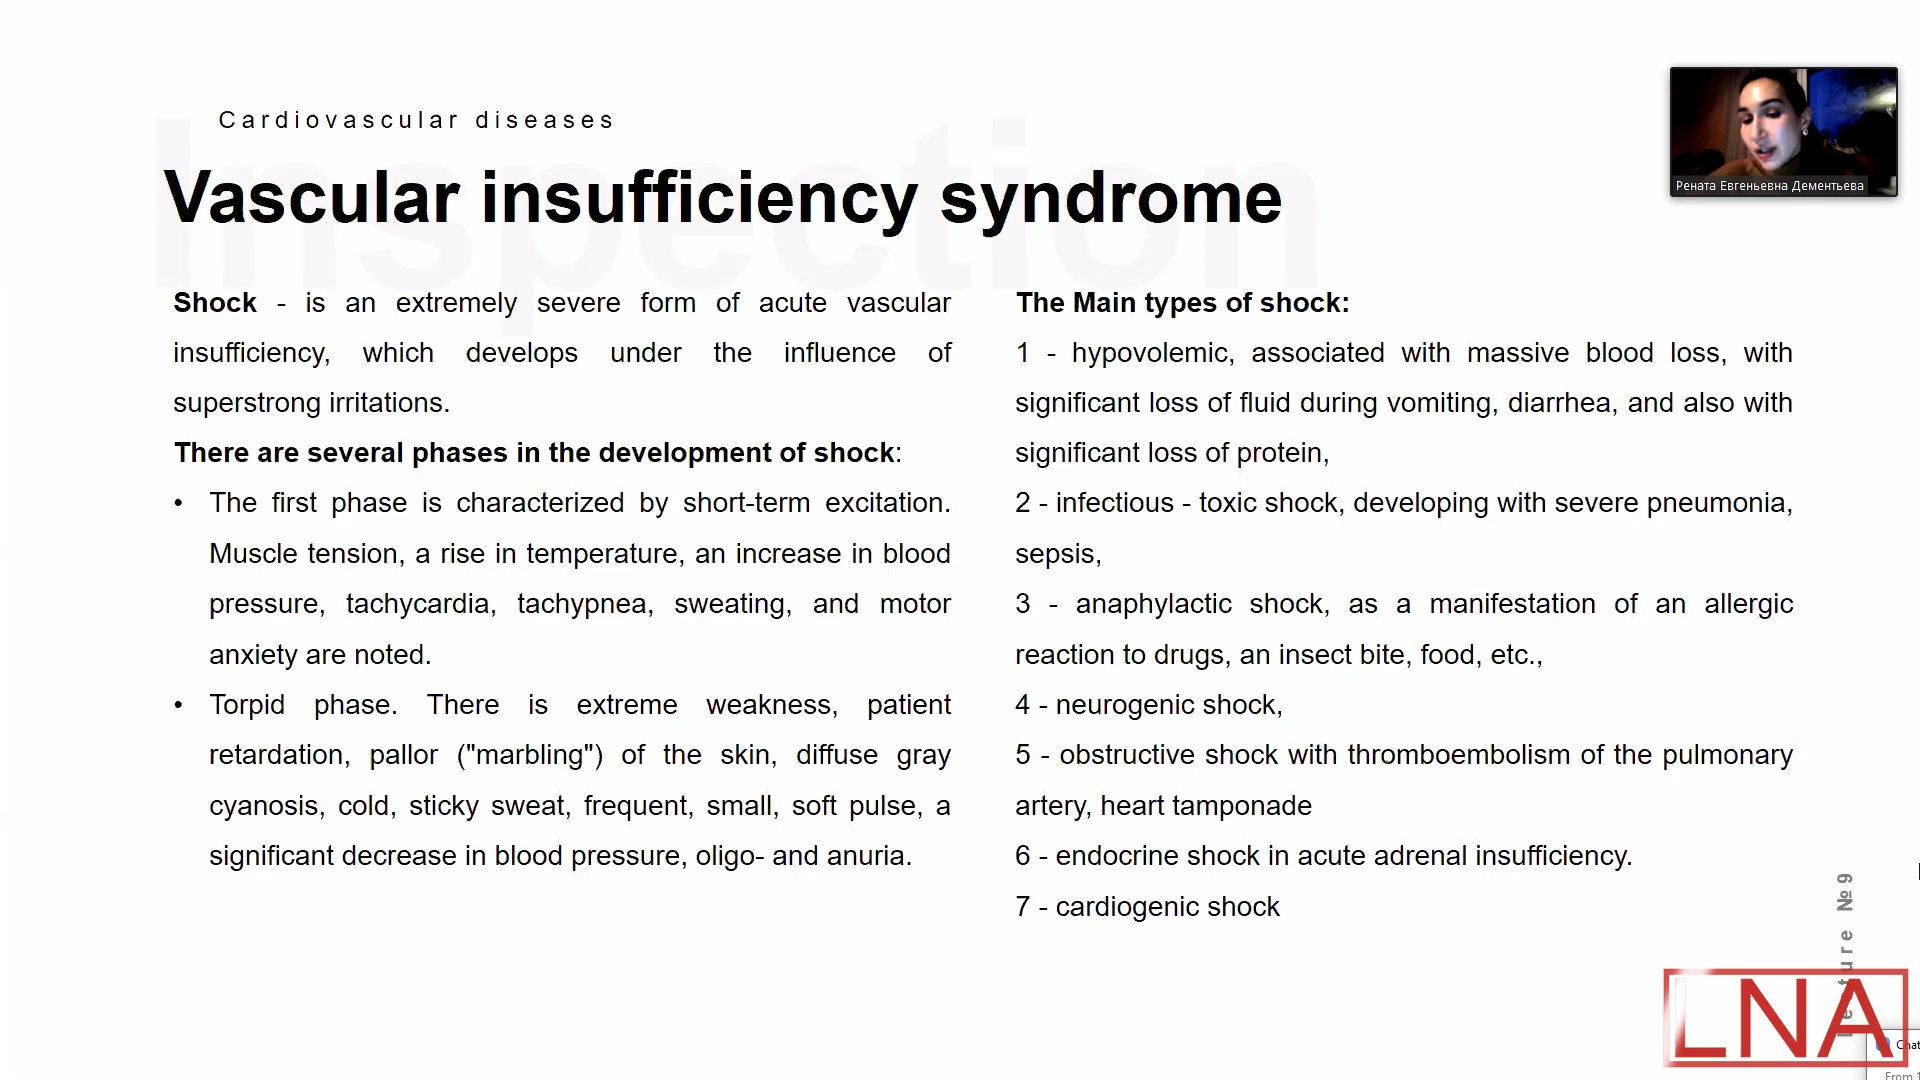 Cardiovascular diseases
Inspection
Vascular insufficiency syndrome
Shock - is an extremely severe form of acute vascular
insufficiency, which develops under the influence of
superstrong irritations.
There are several phases in the development of shock:
• The first phase is characterized by short-term excitation.
Muscle tension, a rise in temperature, an increase in blood
pressure, tachycardia, tachypnea, sweating, and motor
anxiety are noted.
• Torpid phase. There is extreme weakness, patient
retardation, pallor ("marbling") of the skin, diffuse gray
cyanosis, cold, sticky sweat, frequent, small, soft pulse, a
significant decrease in blood pressure, oligo- and anuria.
The Main types of shock:
1 - hypovolemic, associated with massive blood loss, with
significant loss of fluid during vomiting, diarrhea, and also with
significant loss of protein,
2 - infectious - toxic shock, developing with severe pneumonia,
sepsis,
3 - anaphylactic shock, as a manifestation of an allergic
reaction to drugs, an insect bite, food, etc.,
4 - neurogenic shock,
5 - obstructive shock with thromboembolism of the pulmonary
artery, heart tamponade
6 - endocrine shock in acute adrenal insufficiency.
7 - cardiogenic shock
Рената Евгеньевна Дементьева
Lecture №9
LNA
Chat
From 1